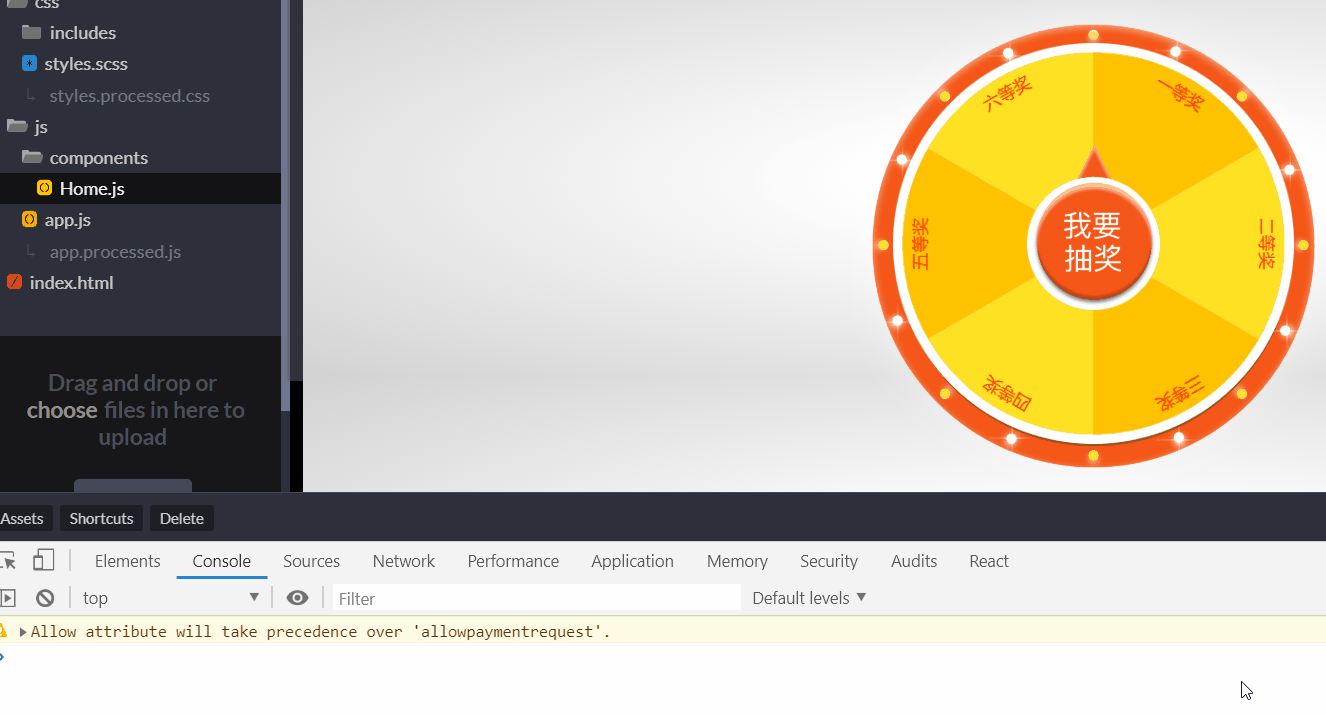 css
includes
styles.scss
styles.processed.css
js
components
Home.js
app.js
app.processed.js
index.html
Drag and drop or
choose files in here to
upload
六等奖
一等奖
五等奖
我要
抽奖
二等奖
四等奖
三等奖
Assets
Shortcuts
Delete
Elements
Console
Sources
Network
Performance
Application
Memory
Security
Audits
React
top
Filter
Default levels
Allow attribute will take precedence over 'allowpaymentrequest'.